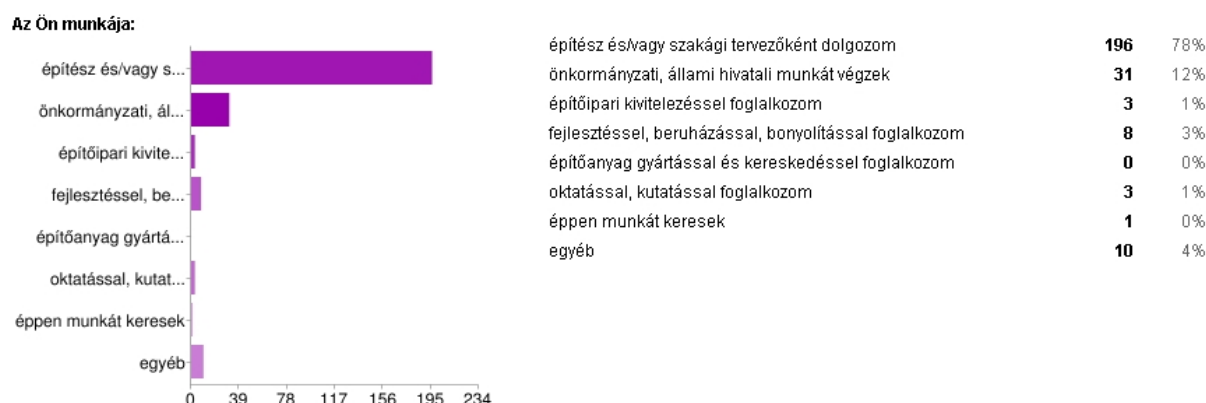 Az Ön munkája:
építész és/vagy s...
önkormányzati, ál...
építőipari kivite...
fejlesztéssel, be...
építőanyag gyártá...
oktatással, kutat...
éppen munkát keresek
egyéb
0 39 78 117 156 195 234
építész és/vagy szakági tervezőként dolgozom 196 78%
önkormányzati, állami hivatali munkát végzek 31 12%
építőipari kivitelezéssel foglalkozom 3 1%
fejlesztéssel, beruházással, bonyolítással foglalkozom 8 3%
építőanyag gyártással és kereskedéssel foglalkozom 0 0%
oktatással, kutatással foglalkozom 3 1%
éppen munkát keresek 1 0%
egyéb 10 4%